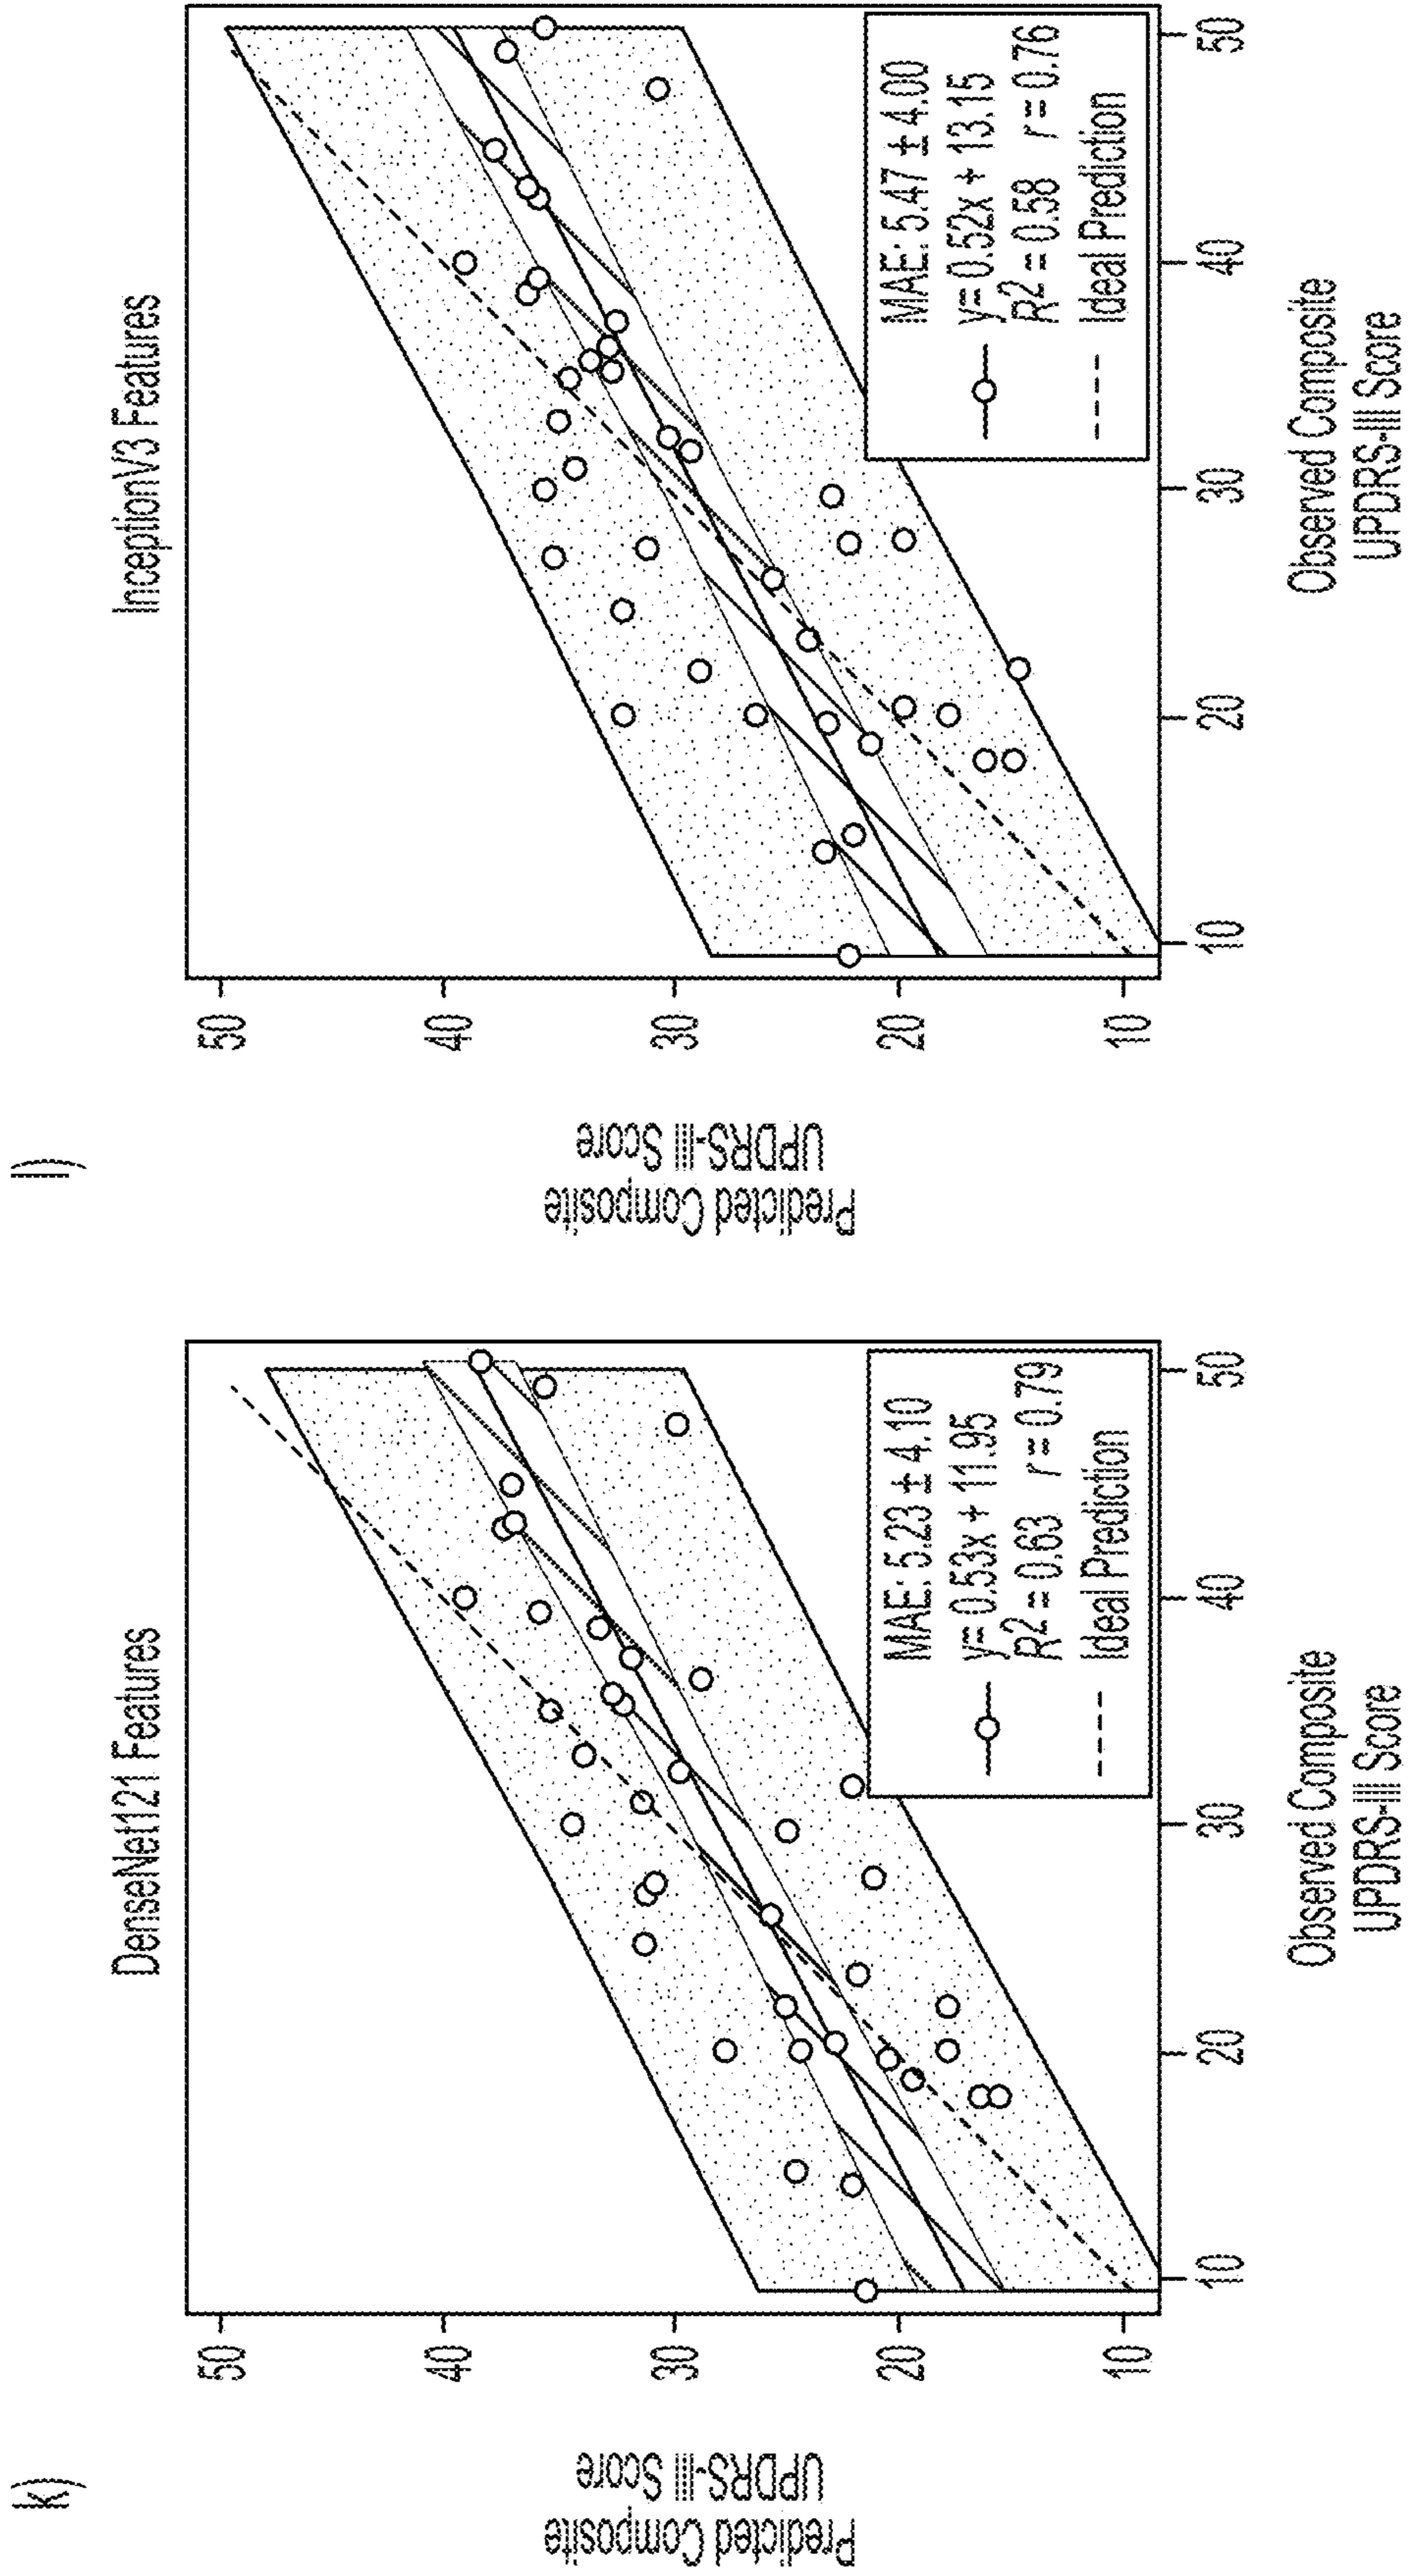 k)
DenseNet121 Features
Predicted Composite
UPDRS-III Score
50
40
30
20
10
MAE: 5.23 ± 4.10
y= 0.53x + 11.95
R2 = 0.63 r = 0.79
Ideal Prediction
10
20
30
40
50
Observed Composite
UPDRS-III Score
l)
InceptionV3 Features
Predicted Composite
UPDRS-III Score
50
40
30
20
10
MAE: 5.47 ± 4.00
y= 0.52x + 13.15
R2 = 0.58 r = 0.76
Ideal Prediction
10
20
30
40
50
Observed Composite
UPDRS-III Score